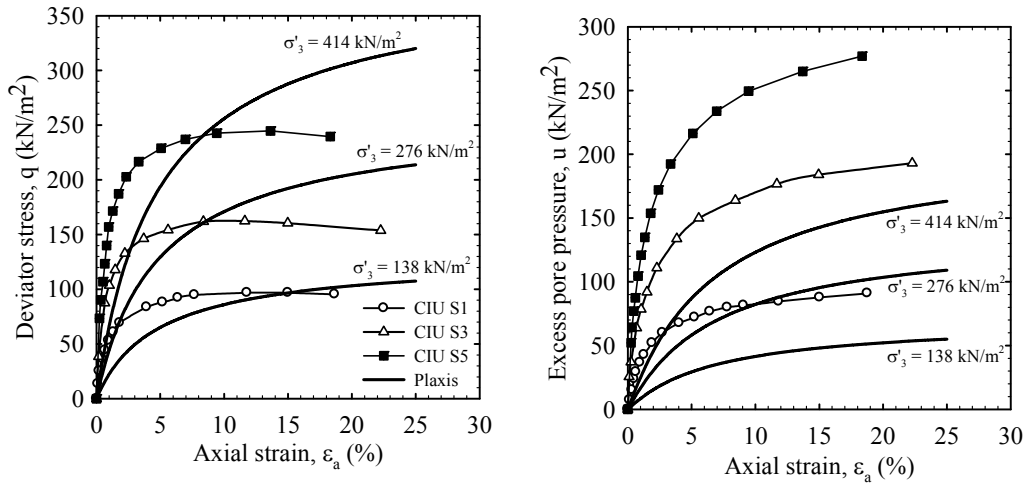 350
300
250
200
150
100
50
0
0 5 10 15 20 25 30
Deviator stress, q (kN/m²)
Axial strain, εₐ (%)
σ'₃ = 414 kN/m²
σ'₃ = 276 kN/m²
σ'₃ = 138 kN/m²
CIU S1
CIU S3
CIU S5
Plaxis
300
250
200
150
100
50
0
0 5 10 15 20 25 30
Excess pore pressure, u (kN/m²)
Axial strain, εₐ (%)
σ'₃ = 414 kN/m²
σ'₃ = 276 kN/m²
σ'₃ = 138 kN/m²